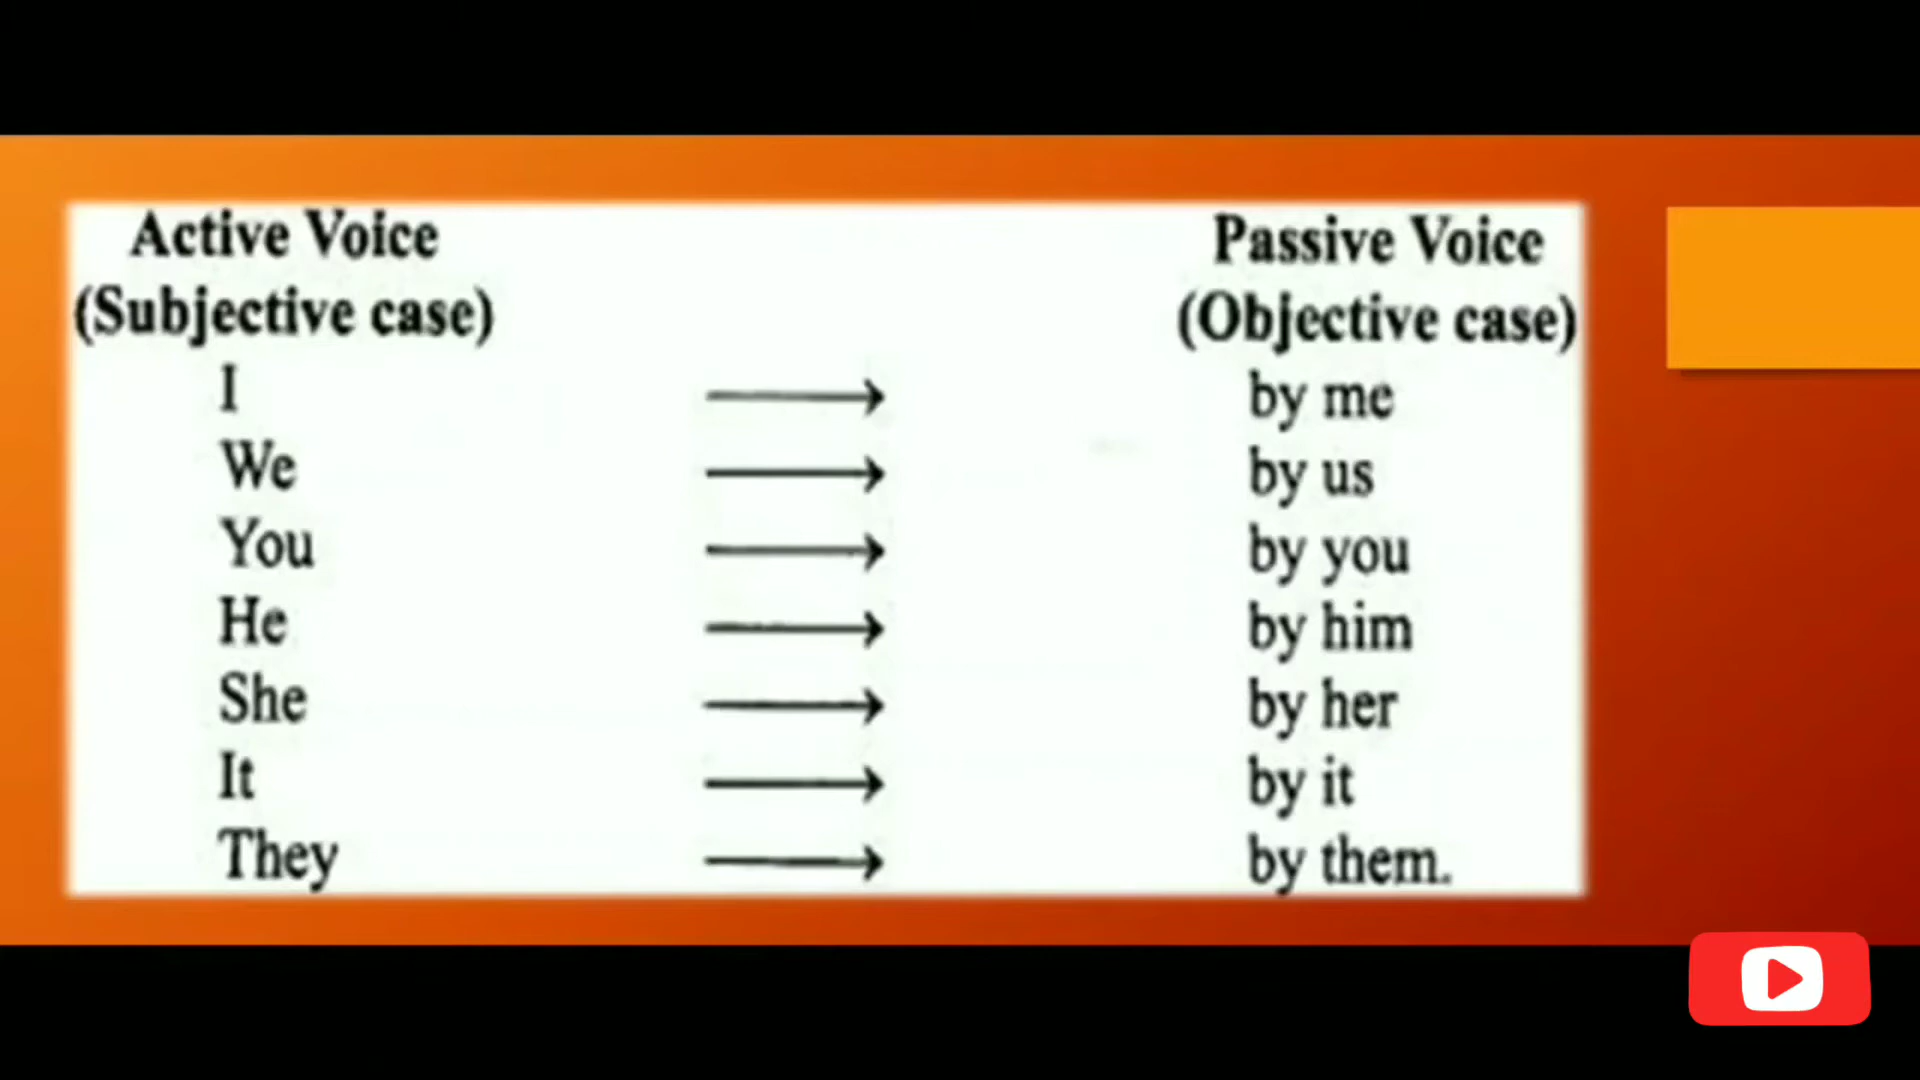 Active Voice Passive Voice
(Subjective case) (Objective case)
I → by me
We → by us
You → by you
He → by him
She → by her
It → by it
They → by them.